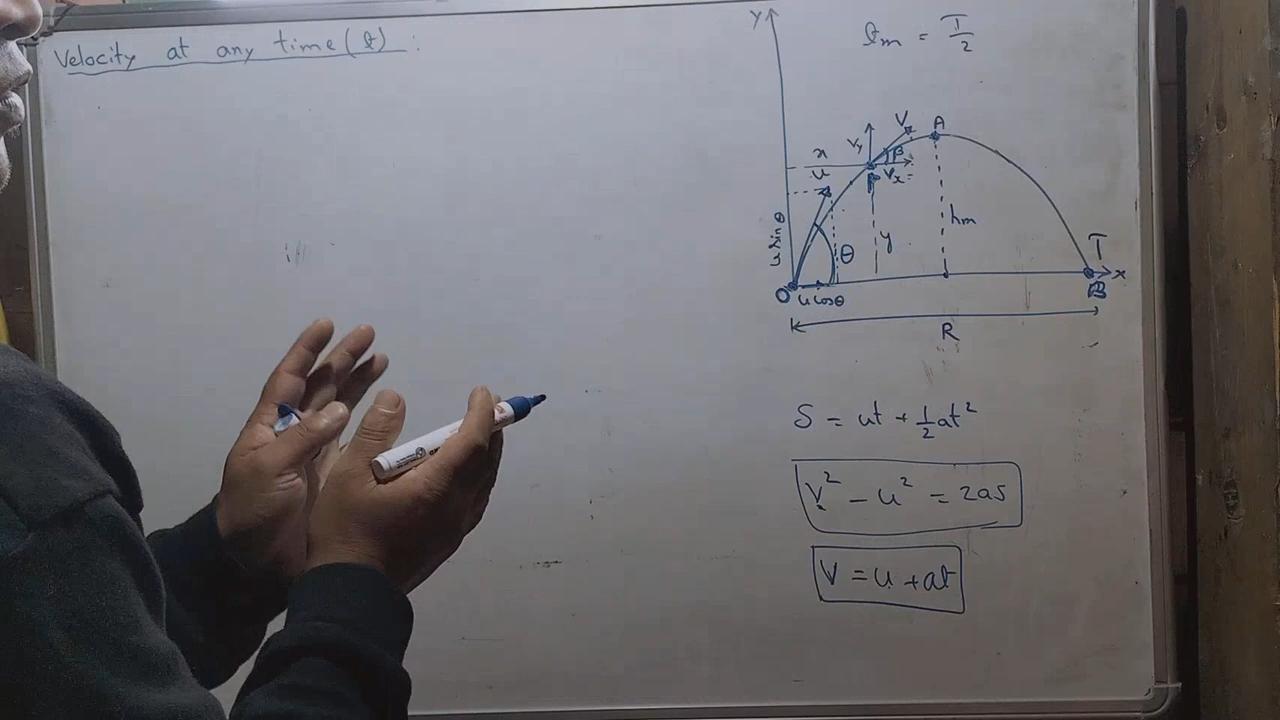 Velocity at any time (t) :
tm = T/2
Y
V
A
Vy
β
x
Vx
u
P
u sinθ
θ
y
hm
T
O
u cosθ
B
x
R
S = ut + 1/2 at²
V² - u² = 2as
V = u + at